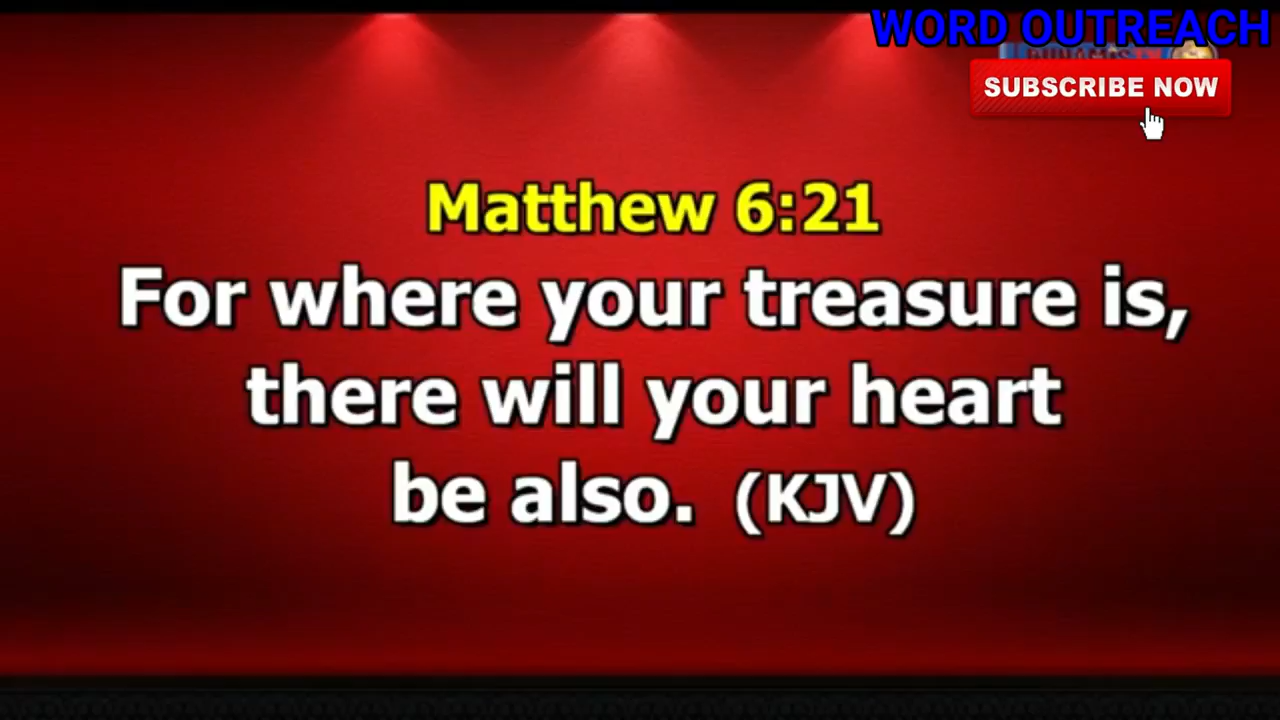 WORD OUTREACH
SUBSCRIBE NOW
Matthew 6:21
For where your treasure is,
there will your heart
be also. (KJV)